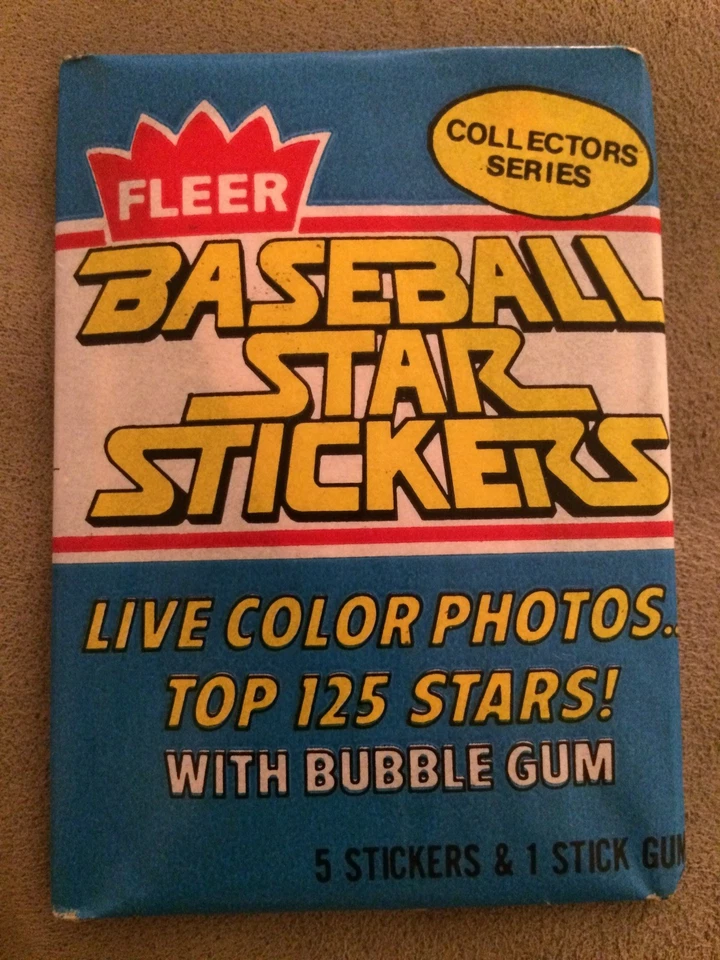 COLLECTORS
SERIES
FLEER
BASEBALL
STAR
STICKERS
LIVE COLOR PHOTOS..
TOP 125 STARS!
WITH BUBBLE GUM
5 STICKERS & 1 STICK GUM